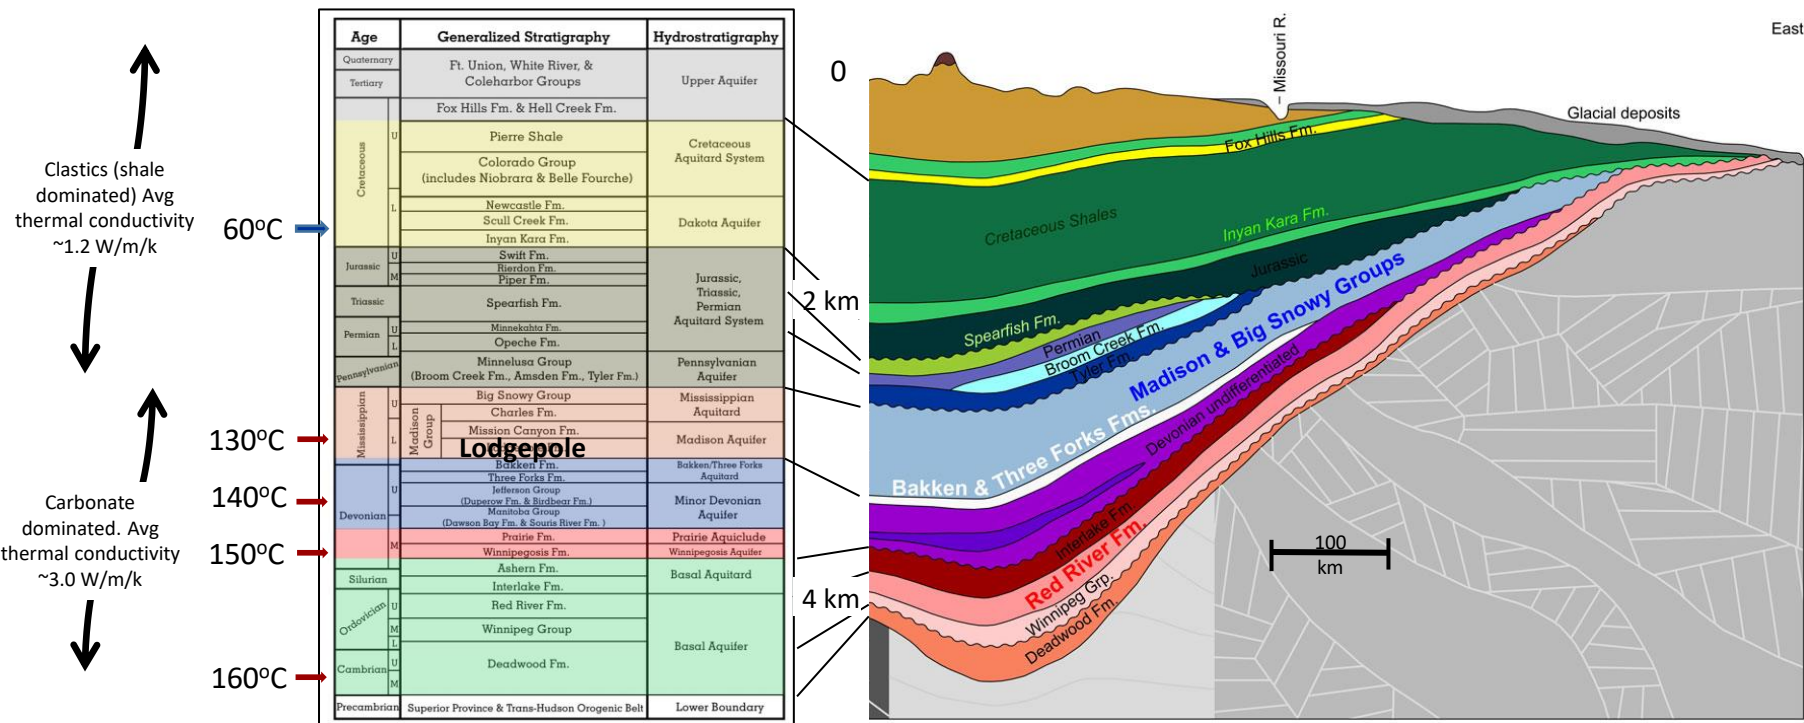 Clastics (shale
dominated) Avg
thermal conductivity
~1.2 W/m/k
Carbonate
dominated. Avg
thermal conductivity
~3.0 W/m/k
60oC
130oC
140oC
150oC
160oC
Age
Generalized Stratigraphy
Hydrostratigraphy
Quaternary
Tertiary
Ft. Union, White River, &
Coleharbor Groups
Upper Aquifer
Fox Hills Fm. & Hell Creek Fm.
Cretaceous
U
Pierre Shale
Cretaceous
Aquitard System
Colorado Group
(includes Niobrara & Belle Fourche)
L
Newcastle Fm.
Scull Creek Fm.
Inyan Kara Fm.
Dakota Aquifer
Jurassic
U
M
Swift Fm.
Rierdon Fm.
Piper Fm.
Jurassic,
Triassic,
Permian
Aquitard System
Triassic
Spearfish Fm.
Permian
U
L
Minnekahta Fm.
Opeche Fm.
Pennsylvanian
Minnelusa Group
(Broom Creek Fm., Amsden Fm., Tyler Fm.)
Pennsylvanian
Aquifer
Mississippian
U
L
Big Snowy Group
Madison
Group
Charles Fm.
Mission Canyon Fm.
Lodgepole
Mississippian
Aquitard
Madison Aquifer
Bakken Fm.
Three Forks Fm.
Bakken/Three Forks
Aquitard
Devonian
U
M
Jefferson Group
(Duperow Fm. & Birdbear Fm.)
Manitoba Group
(Dawson Bay Fm. & Souris River Fm. )
Minor Devonian
Aquifer
Prairie Fm.
Prairie Aquiclude
Winnipegosis Fm.
Winnipegosis Aquifer
Ashern Fm.
Silurian
Interlake Fm.
Basal Aquitard
Ordovician
U
M
L
Red River Fm.
Winnipeg Group
Basal Aquifer
Cambrian
U
M
Deadwood Fm.
Precambrian
Superior Province & Trans-Hudson Orogenic Belt
Lower Boundary
0
2 km
4 km
East
– Missouri R.
Glacial deposits
Fox Hills Fm.
Cretaceous Shales
Inyan Kara Fm.
Jurassic
Spearfish Fm.
Permian
Broom Creek Fm.
Tyler Fm.
Madison & Big Snowy Groups
Bakken & Three Forks Fms.
Devonian undifferentiated
Interlake Fm.
Red River Fm.
Winnipeg Grp.
Deadwood Fm.
100
km